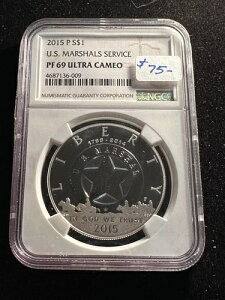 2015 P S$1
U.S. MARSHALS SERVICE
PF 69 ULTRA CAMEO
4687136-009
NUMISMATIC GUARANTY CORPORATION
NGC
$75-
LIBERTY
1789-2014
U.S. MARSHAL
IN GOD WE TRUST
2015